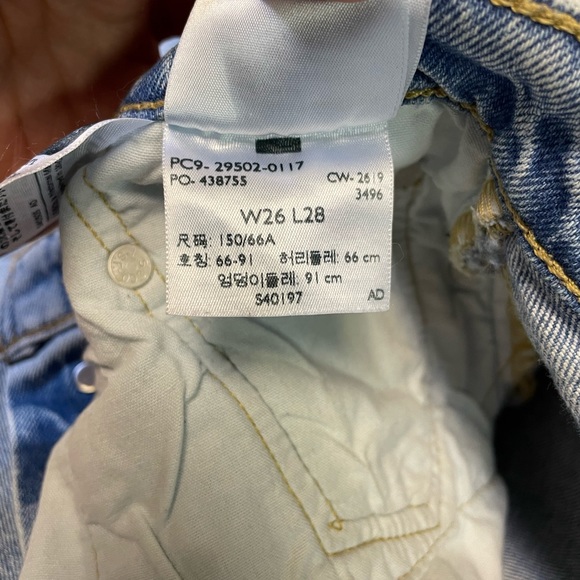 PC9- 29502-0117
PO- 438755 CW- 2619
3496
W26 L28
尺码: 150/66A
호칭: 66-91 허리둘레: 66 cm
엉덩이둘레: 91 cm
S40197 AD